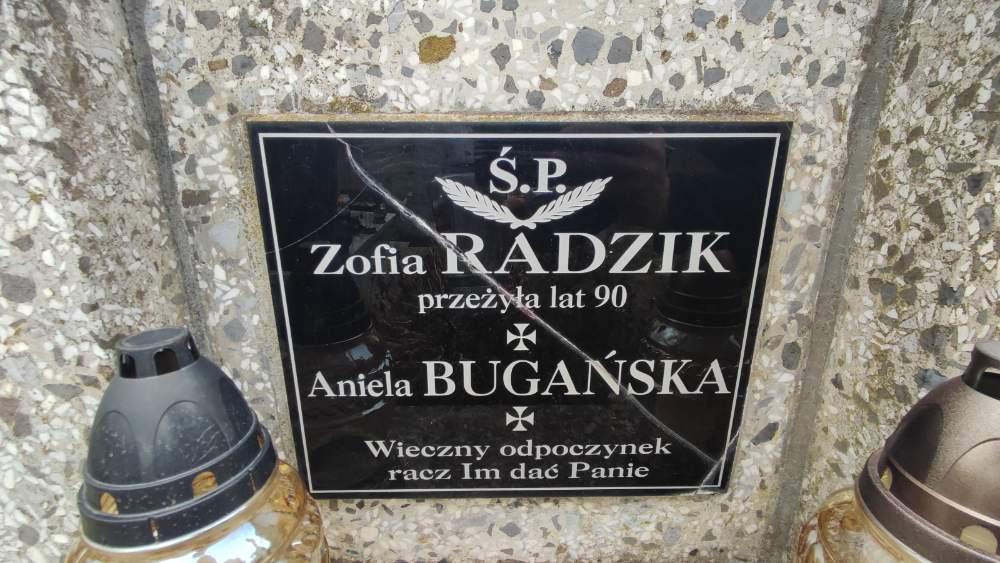 Ś.P.
Zofia RADZIK
przeżyła lat 90
Aniela BUGAŃSKA
Wieczny odpoczynek
racz Im dać Panie